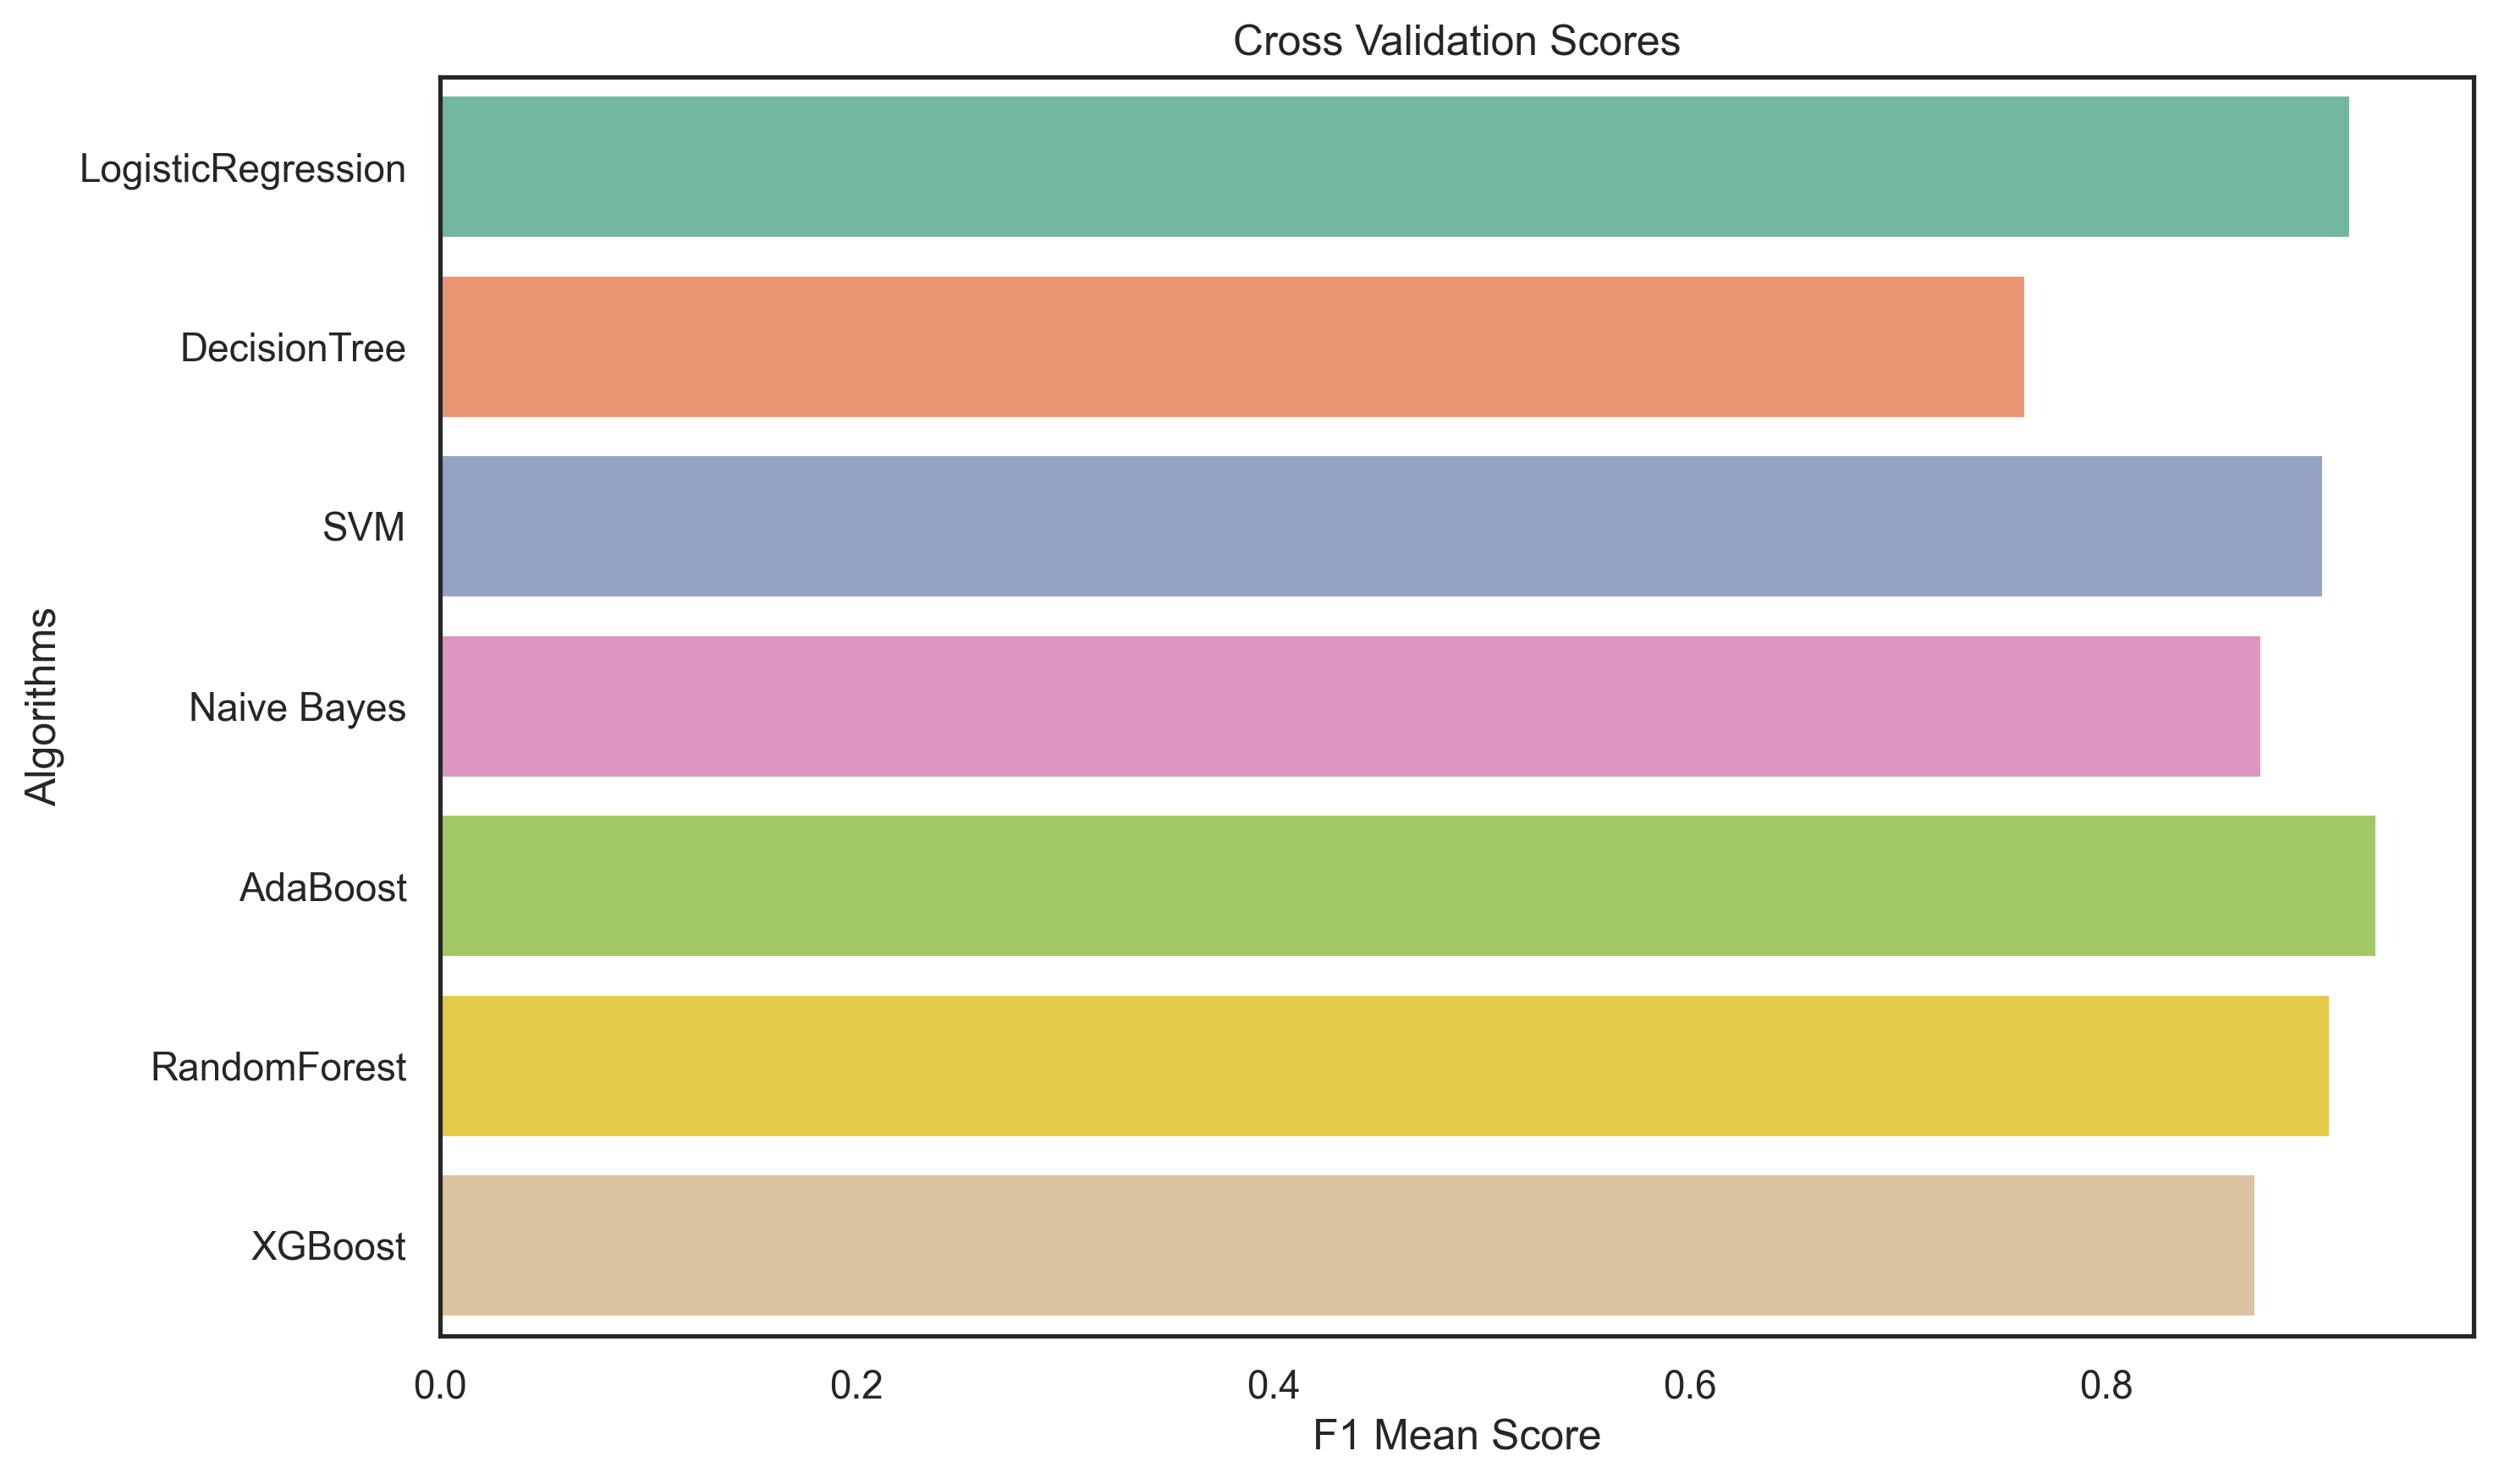 Cross Validation Scores
LogisticRegression
DecisionTree
SVM
Naive Bayes
AdaBoost
RandomForest
XGBoost
Algorithms
0.0 0.2 0.4 0.6 0.8
F1 Mean Score